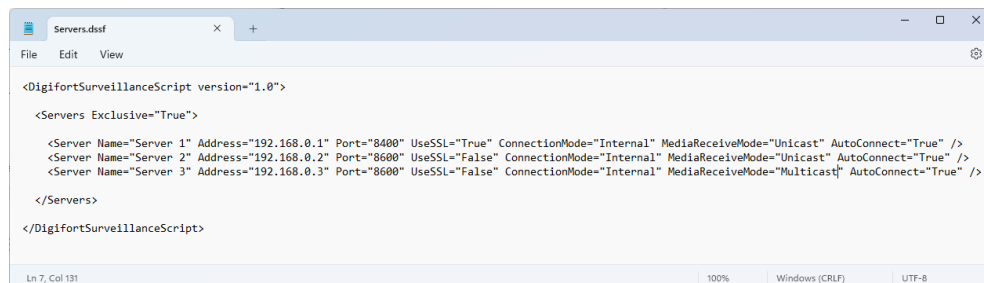 Servers.dssf
File Edit View
<DigifortSurveillanceScript version="1.0">
<Servers Exclusive="True">
<Server Name="Server 1" Address="192.168.0.1" Port="8400" UseSSL="True" ConnectionMode="Internal" MediaReceiveMode="Unicast" AutoConnect="True" />
<Server Name="Server 2" Address="192.168.0.2" Port="8600" UseSSL="False" ConnectionMode="Internal" MediaReceiveMode="Unicast" AutoConnect="True" />
<Server Name="Server 3" Address="192.168.0.3" Port="8600" UseSSL="False" ConnectionMode="Internal" MediaReceiveMode="Multicast" AutoConnect="True" />
</Servers>
</DigifortSurveillanceScript>
Ln 7, Col 131 100% Windows (CRLF) UTF-8